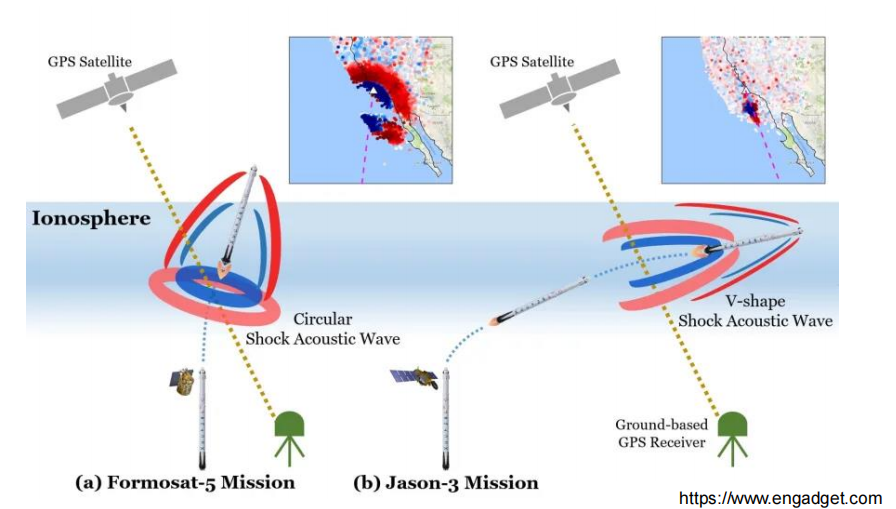 GPS Satellite
GPS Satellite
Ionosphere
Circular
Shock Acoustic Wave
V-shape
Shock Acoustic Wave
Ground-based
GPS Receiver
(a) Formosat-5 Mission
(b) Jason-3 Mission
https://www.engadget.com